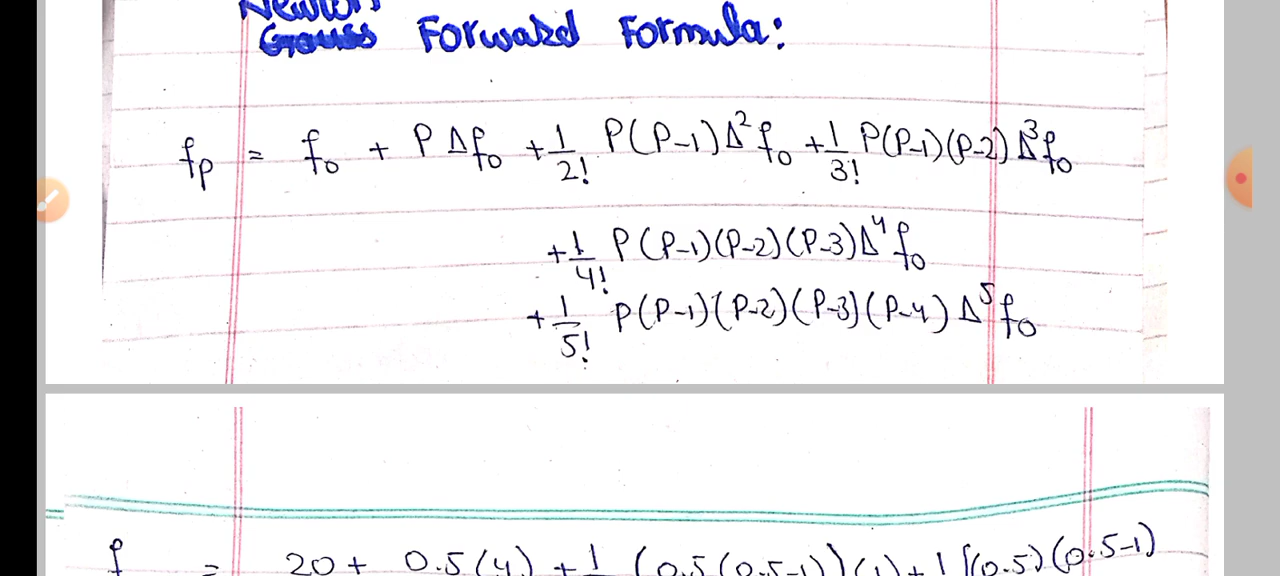 Newton's
Gauss Forward Formula:
fp = f₀ + P Δf₀ + 1/2! P(P-1)Δ²f₀ + 1/3! P(P-1)(P-2) Δ³f₀
+ 1/4! P(P-1)(P-2)(P-3)Δ⁴f₀
+ 1/5! P(P-1)(P-2)(P-3)(P-4) Δ⁵f₀
f = 20 + 0.5(4) + 1 (0.5(0.5-1))(1) + 1 [(0.5)(0.5-1)